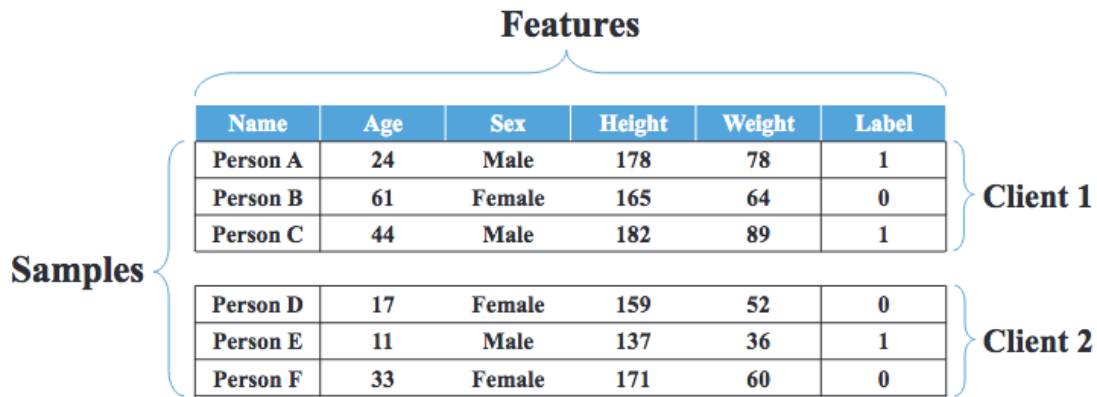 Features
Name Age Sex Height Weight Label
Person A 24 Male 178 78 1
Person B 61 Female 165 64 0
Client 1
Person C 44 Male 182 89 1
Samples
Person D 17 Female 159 52 0
Person E 11 Male 137 36 1
Client 2
Person F 33 Female 171 60 0